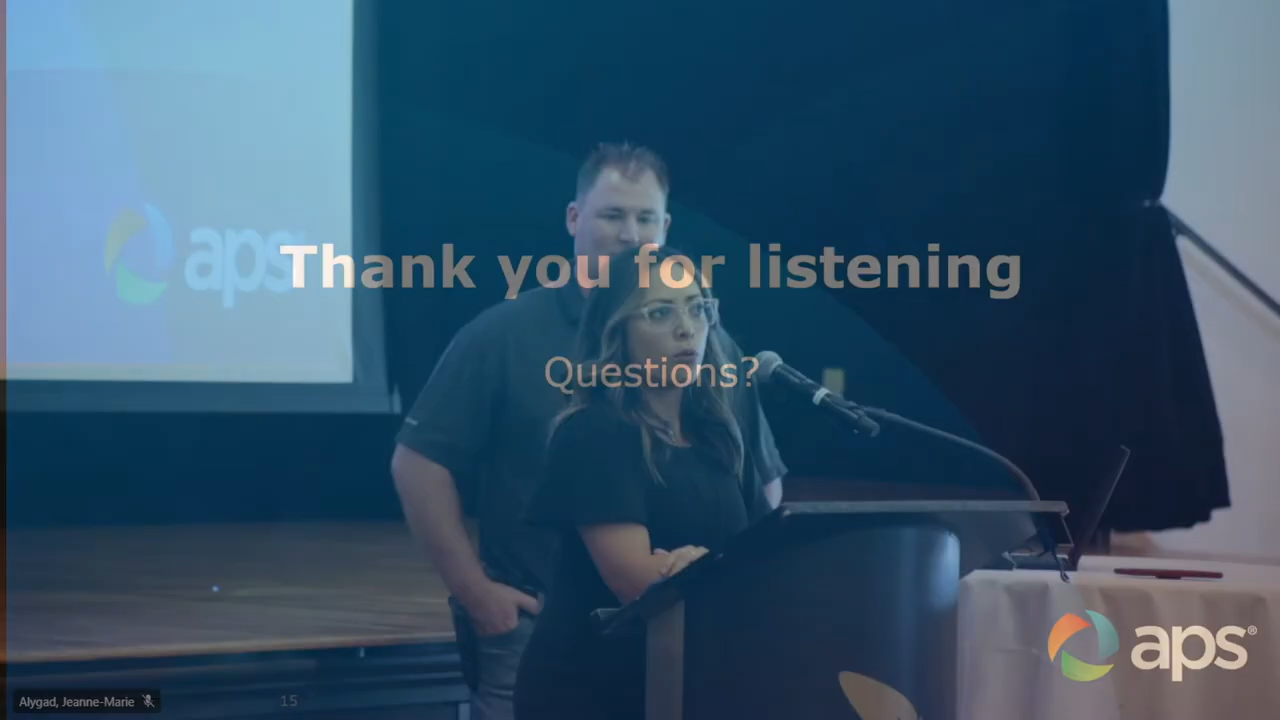 aps
Thank you for listening
Questions?
aps®
Alygad, Jeanne-Marie
15